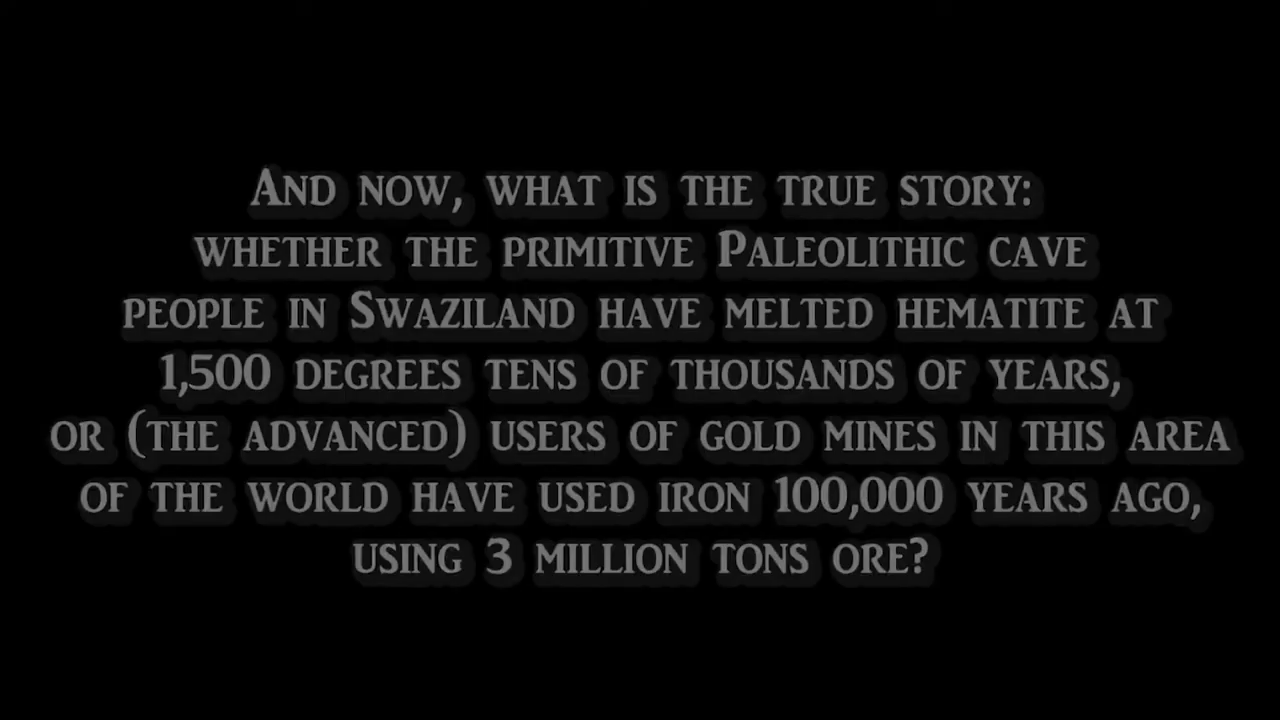 And now, what is the true story:
whether the primitive Paleolithic cave
people in Swaziland have melted hematite at
1,500 degrees tens of thousands of years,
or (the advanced) users of gold mines in this area
of the world have used iron 100,000 years ago,
using 3 million tons ore?